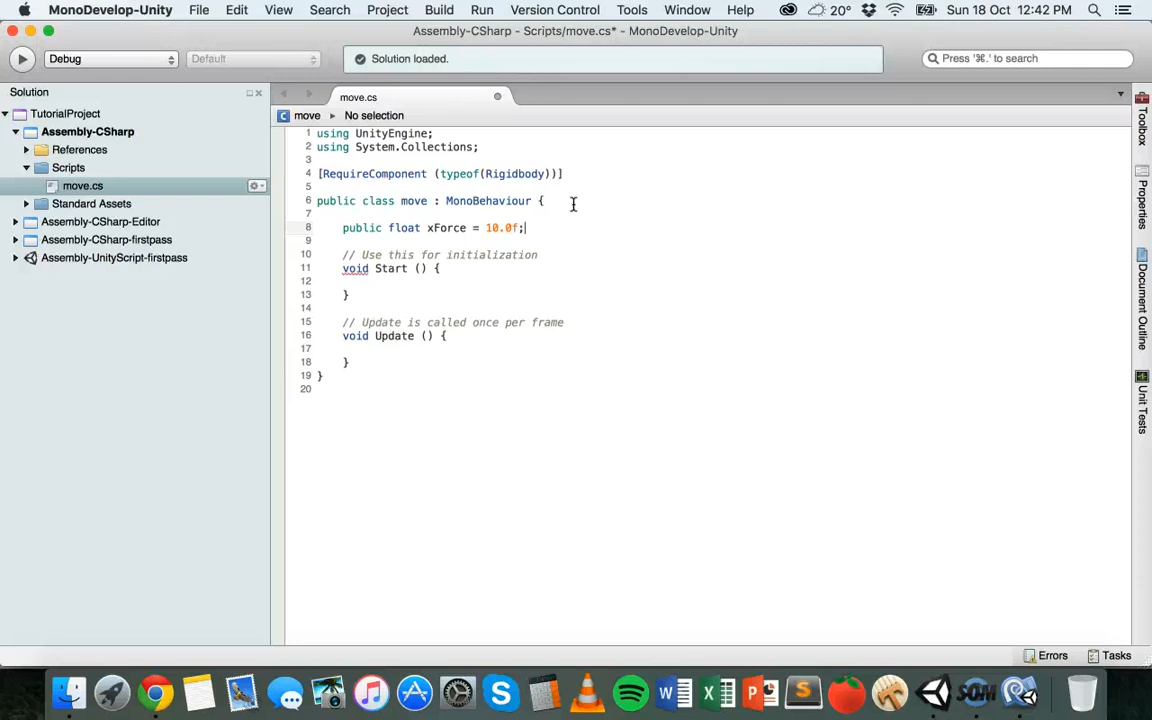 MonoDevelop-Unity File Edit View Search Project Build Run Version Control Tools Window Help 20° Sun 18 Oct 12:42 PM
Assembly-CSharp - Scripts/move.cs* - MonoDevelop-Unity
Debug Default Solution loaded. Press '⌘.' to search
Solution
move.cs
TutorialProject
Assembly-CSharp
References
Scripts
move.cs
Standard Assets
Assembly-CSharp-Editor
Assembly-CSharp-firstpass
Assembly-UnityScript-firstpass
move No selection
1 using UnityEngine;
2 using System.Collections;
3
4 [RequireComponent (typeof(Rigidbody))]
5
6 public class move : MonoBehaviour {
7
8 public float xForce = 10.0f;
9
10 // Use this for initialization
11 void Start () {
12
13 }
14
15 // Update is called once per frame
16 void Update () {
17
18 }
19 }
20
Toolbox
Properties
Document Outline
Unit Tests
Errors Tasks
S W X P S SOM